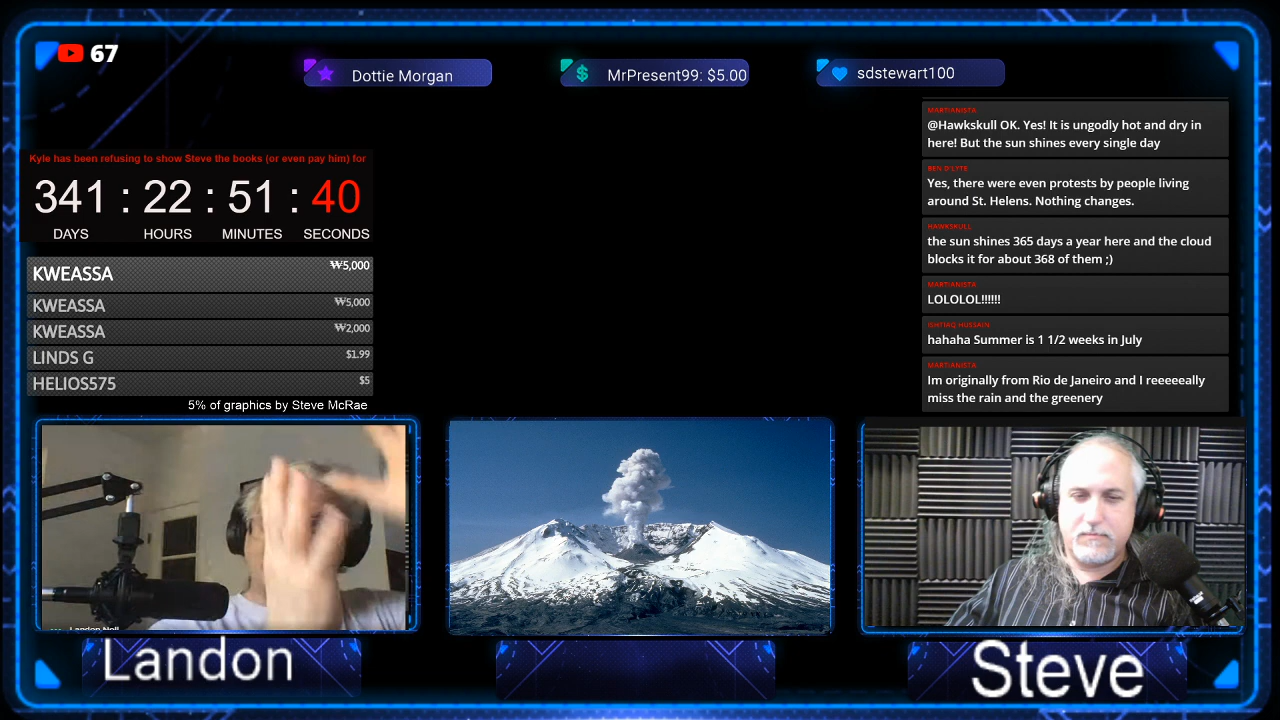 67
Dottie Morgan
MrPresent99: $5.00
sdstewart100
Kyle has been refusing to show Steve the books (or even pay him) for
341 : 22 : 51 : 40
DAYS HOURS MINUTES SECONDS
KWEASSA ₩5,000
KWEASSA ₩5,000
KWEASSA ₩2,000
LINDS G $1.99
HELIOS575 $5
5% of graphics by Steve McRae
MARTIANISTA
@Hawkskull OK. Yes! It is ungodly hot and dry in
here! But the sun shines every single day
BEN D'LYTE
Yes, there were even protests by people living
around St. Helens. Nothing changes.
HAWKSKULL
the sun shines 365 days a year here and the cloud
blocks it for about 368 of them ;)
MARTIANISTA
LOLOLOL!!!!!!
ISHTIAQ HUSSAIN
hahaha Summer is 1 1/2 weeks in July
MARTIANISTA
Im originally from Rio de Janeiro and I reeeeeally
miss the rain and the greenery
Landon
Steve